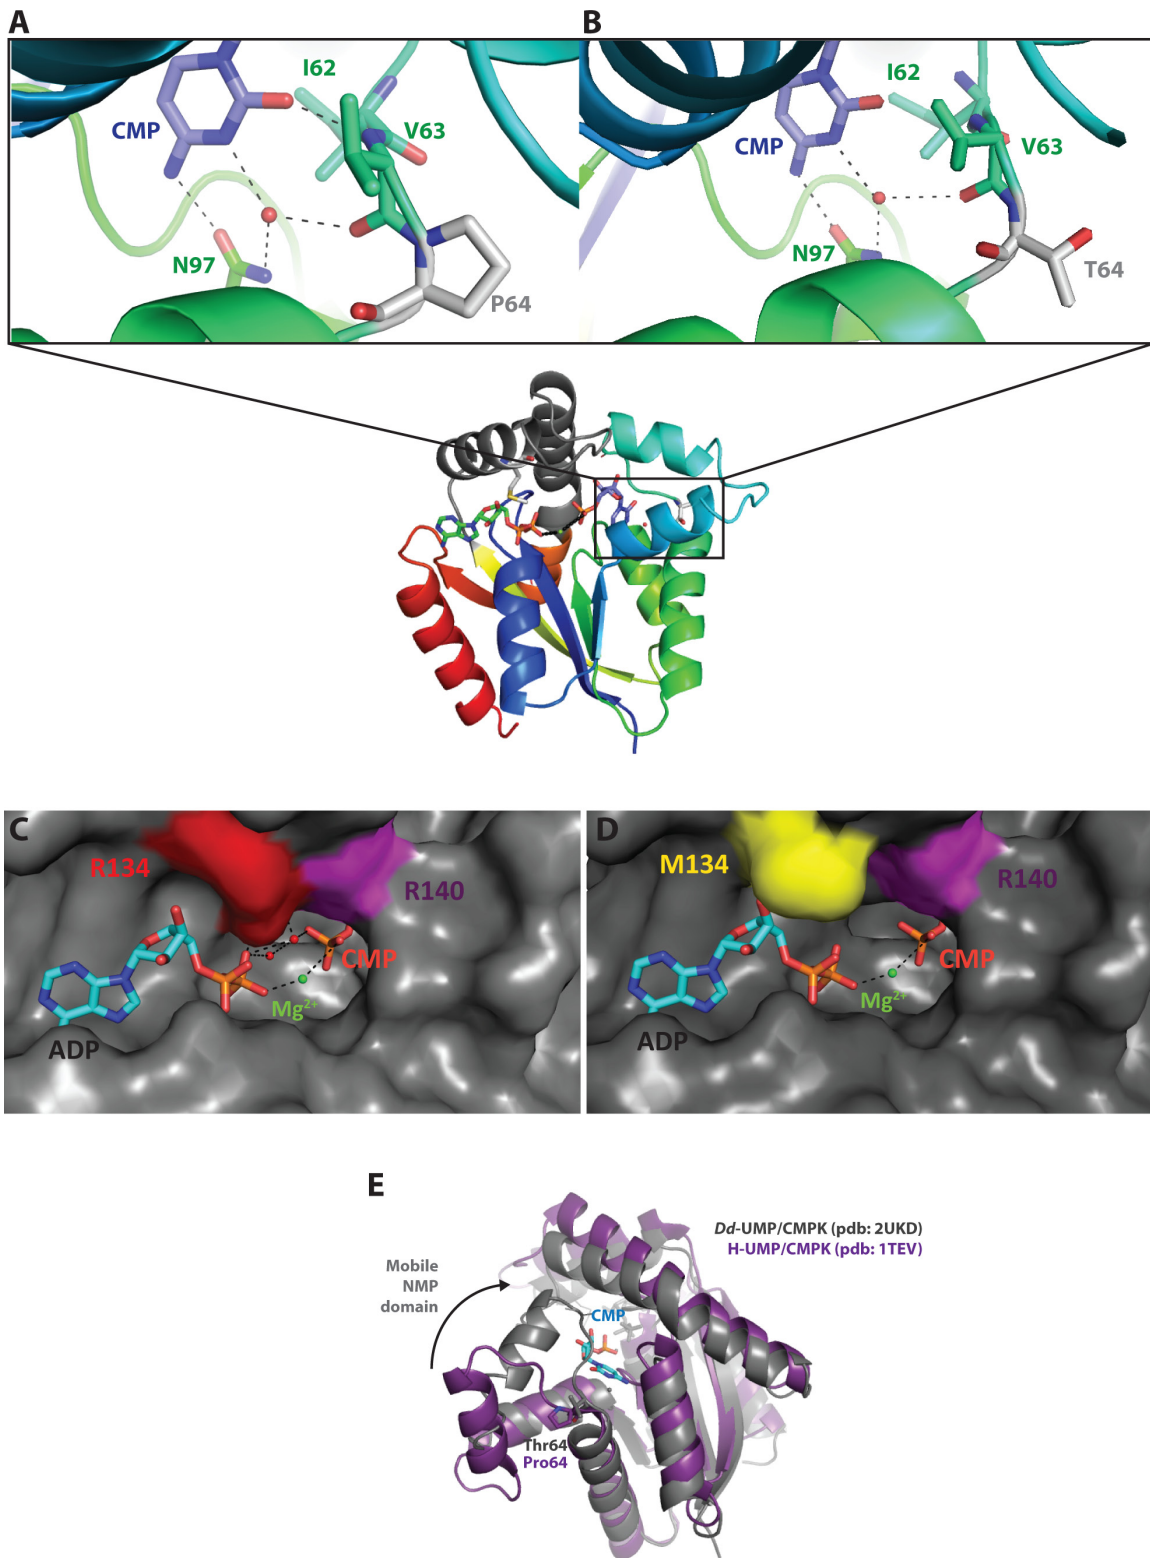 A
B
I62
CMP
V63
N97
P64
I62
CMP
V63
N97
T64
C
R134
R140
CMP
Mg²⁺
ADP
D
M134
R140
CMP
Mg²⁺
ADP
E
Dd-UMP/CMPK (pdb: 2UKD)
H-UMP/CMPK (pdb: 1TEV)
Mobile
NMP
domain
CMP
Thr64
Pro64